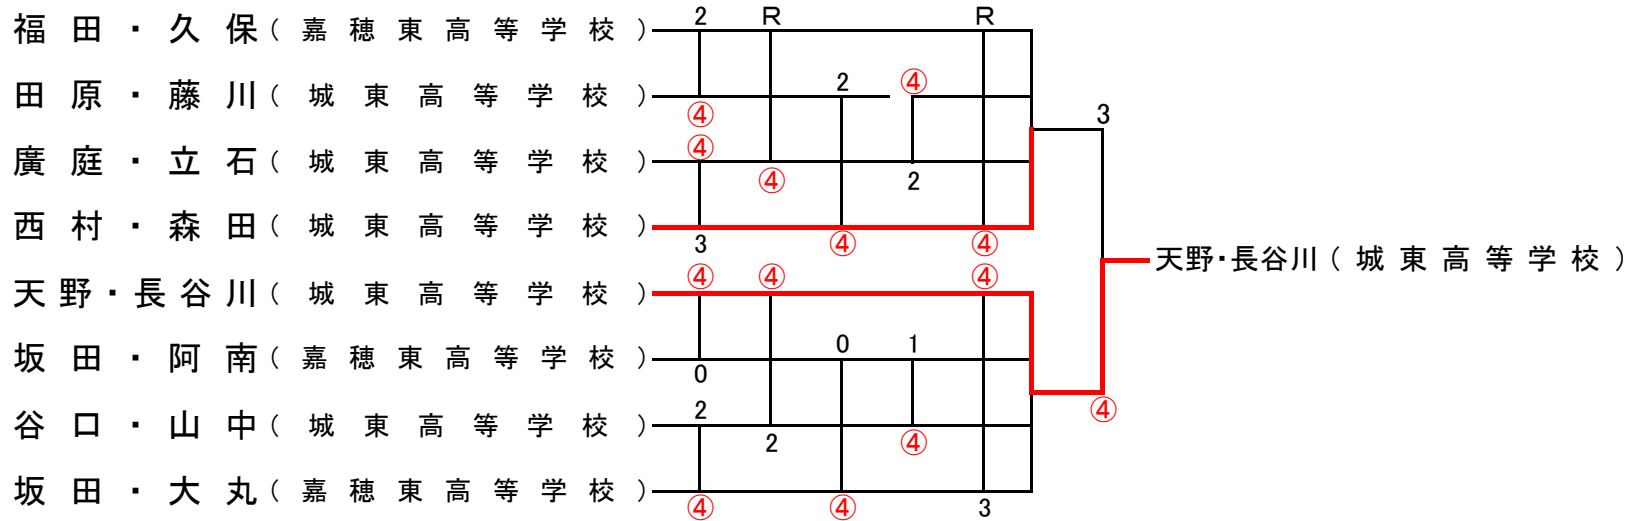 2 R R
福田・久保(嘉穂東高等学校)
2 ④
田原・藤川(城東高等学校)
④ 3
④
廣庭・立石(城東高等学校)
④ 2
西村・森田(城東高等学校)
3 ④ ④
天野・長谷川(城東高等学校)
④ ④ ④
天野・長谷川(城東高等学校)
0 1
坂田・阿南(嘉穂東高等学校)
0
2 ④
谷口・山中(城東高等学校)
2 ④
坂田・大丸(嘉穂東高等学校)
④ ④ 3